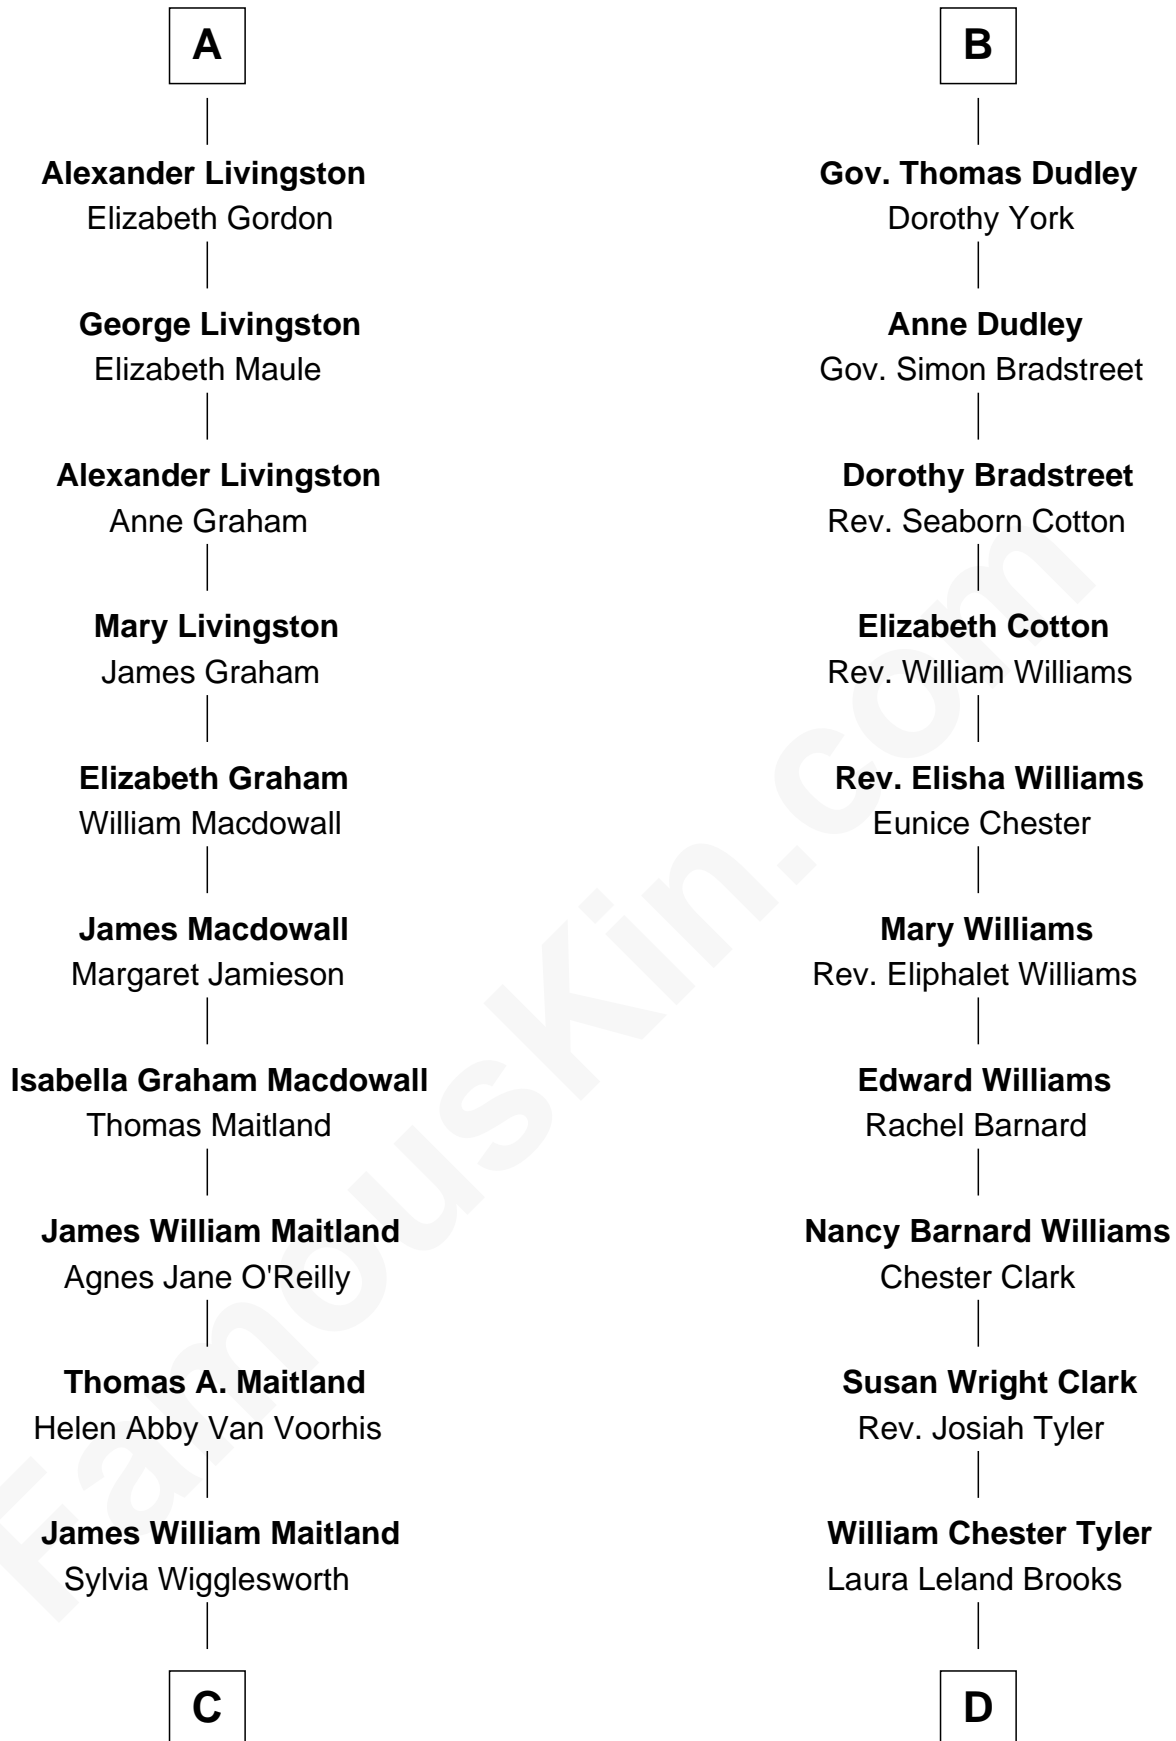 A
Alexander Livingston
Elizabeth Gordon
George Livingston
Elizabeth Maule
Alexander Livingston
Anne Graham
Mary Livingston
James Graham
Elizabeth Graham
William Macdowall
James Macdowall
Margaret Jamieson
Isabella Graham Macdowall
Thomas Maitland
James William Maitland
Agnes Jane O'Reilly
Thomas A. Maitland
Helen Abby Van Voorhis
James William Maitland
Sylvia Wigglesworth
C
B
Gov. Thomas Dudley
Dorothy York
Anne Dudley
Gov. Simon Bradstreet
Dorothy Bradstreet
Rev. Seaborn Cotton
Elizabeth Cotton
Rev. William Williams
Rev. Elisha Williams
Eunice Chester
Mary Williams
Rev. Eliphalet Williams
Edward Williams
Rachel Barnard
Nancy Barnard Williams
Chester Clark
Susan Wright Clark
Rev. Josiah Tyler
William Chester Tyler
Laura Leland Brooks
D
FamousKin.com